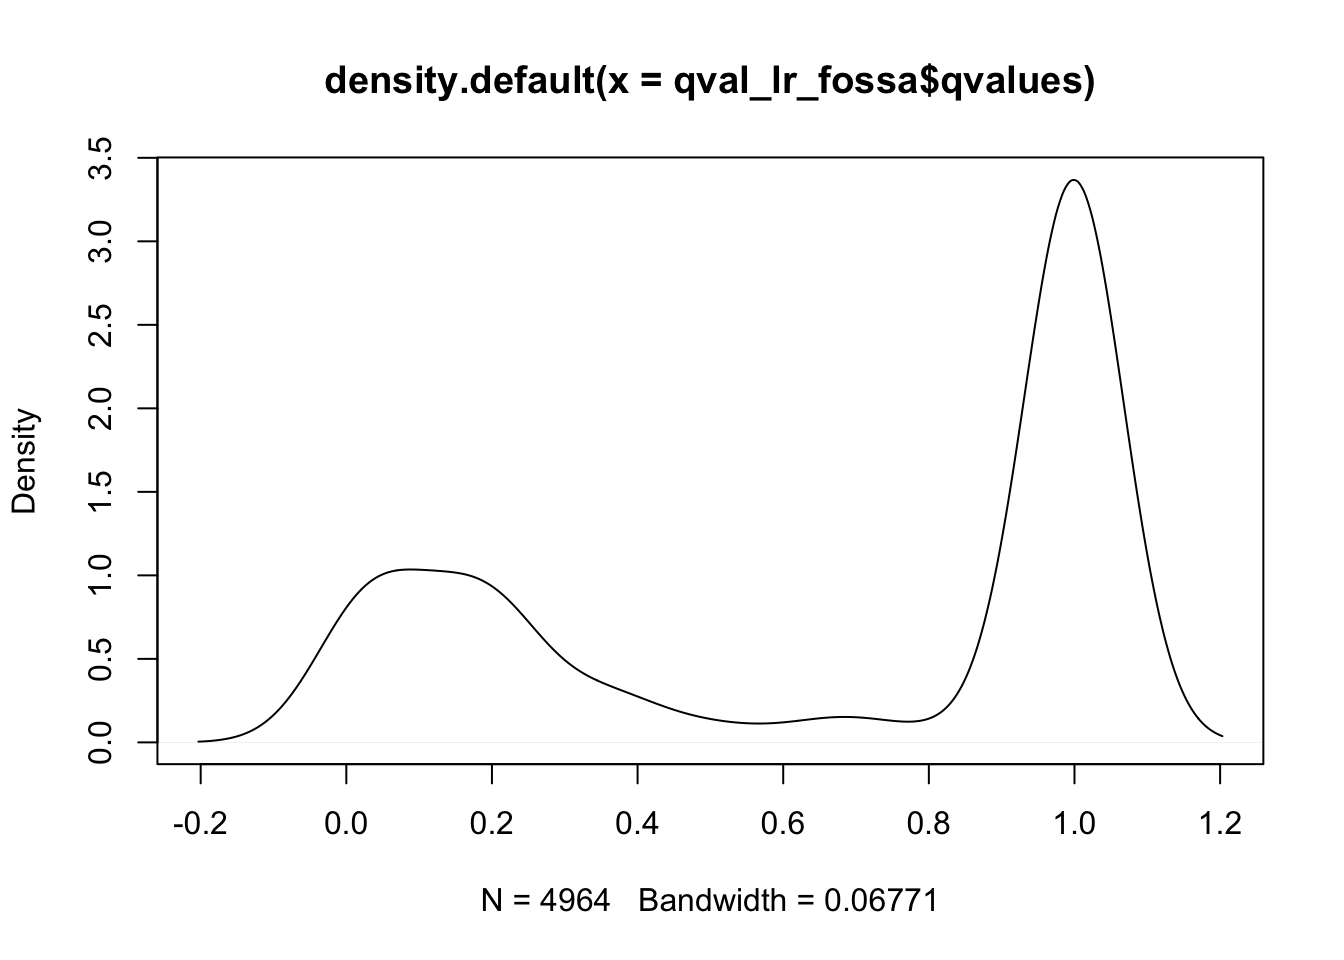 density.default(x = qval_lr_fossa$qvalues)
Density
3.5
3.0
2.5
2.0
1.5
1.0
0.5
0.0
-0.2 0.0 0.2 0.4 0.6 0.8 1.0 1.2
N = 4964 Bandwidth = 0.06771